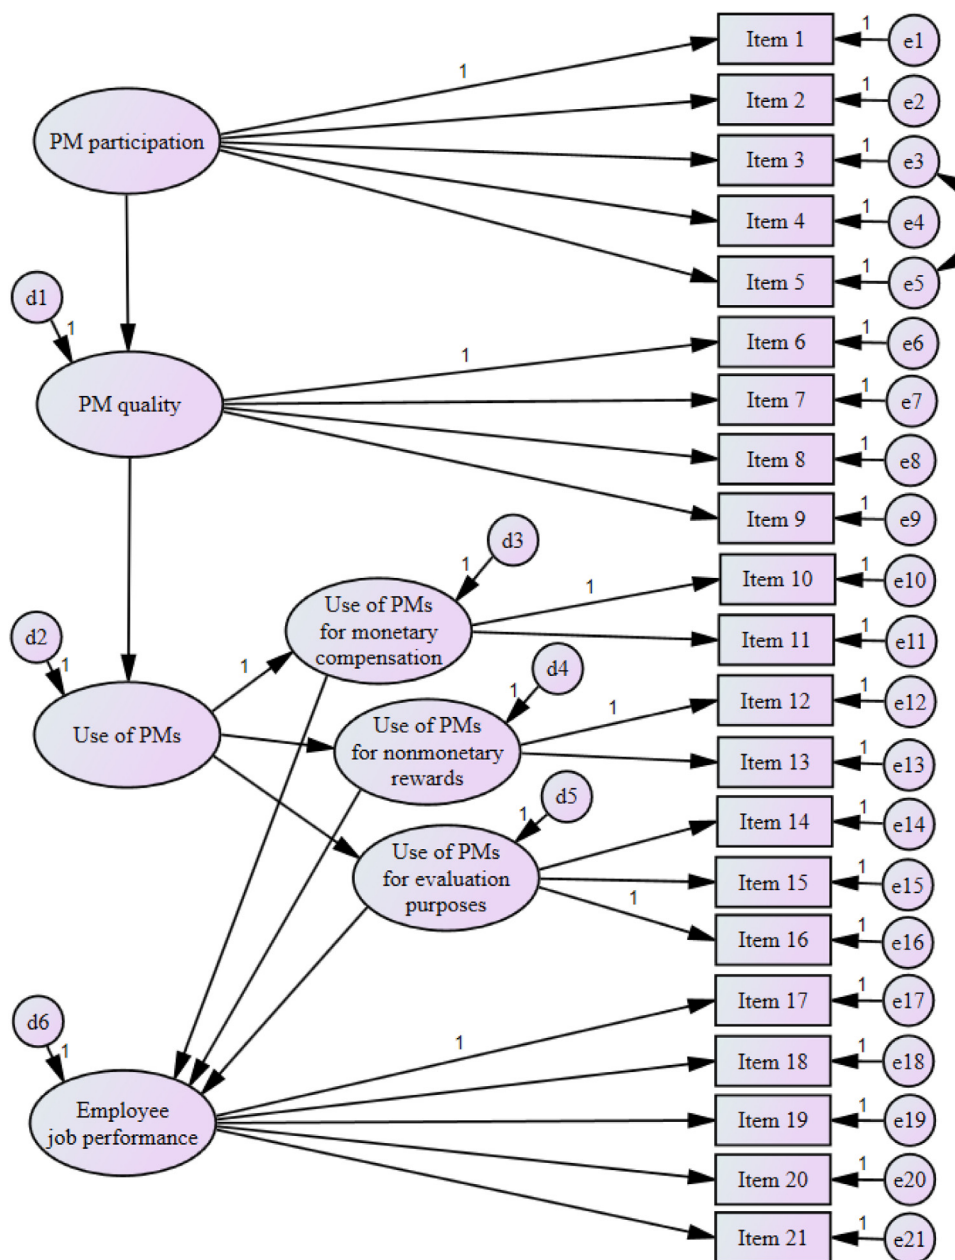 Item 1
1
e1
1
Item 2
1
e2
PM participation
Item 3
1
e3
Item 4
1
e4
Item 5
1
e5
d1
1
Item 6
1
e6
1
PM quality
Item 7
1
e7
Item 8
1
e8
Item 9
1
e9
d3
1
Item 10
1
e10
1
Use of PMs
for monetary
compensation
Item 11
1
e11
d2
1
1
d4
1
Item 12
1
e12
1
Use of PMs
Use of PMs
for nonmonetary
rewards
Item 13
1
e13
d5
1
Item 14
1
e14
Use of PMs
for evaluation
purposes
Item 15
1
e15
1
Item 16
1
e16
Item 17
1
e17
d6
1
1
Item 18
1
e18
Employee
job performance
Item 19
1
e19
Item 20
1
e20
Item 21
1
e21